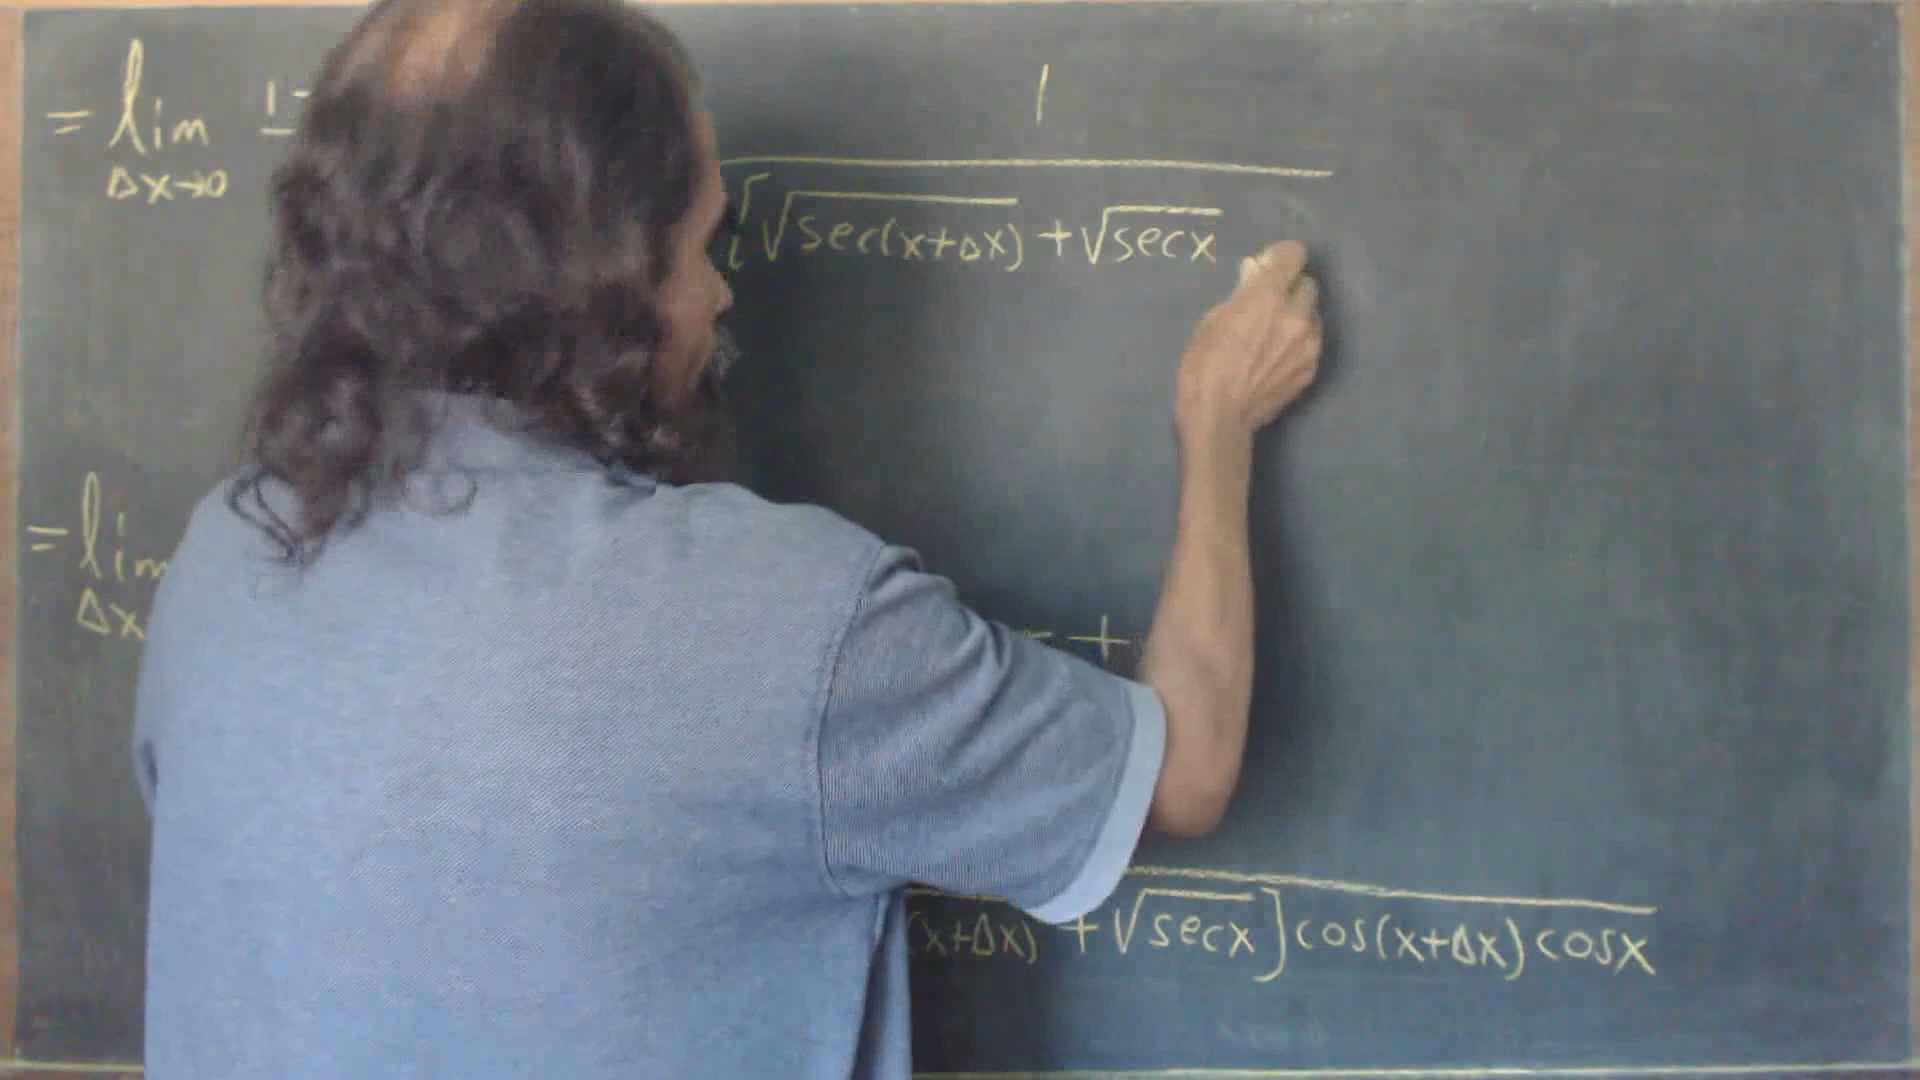 = lim 1- 1
Δx→0 [√sec(x+Δx) + √secx
= lim
Δx +
(x+Δx) + √secx ] cos(x+Δx) cosx